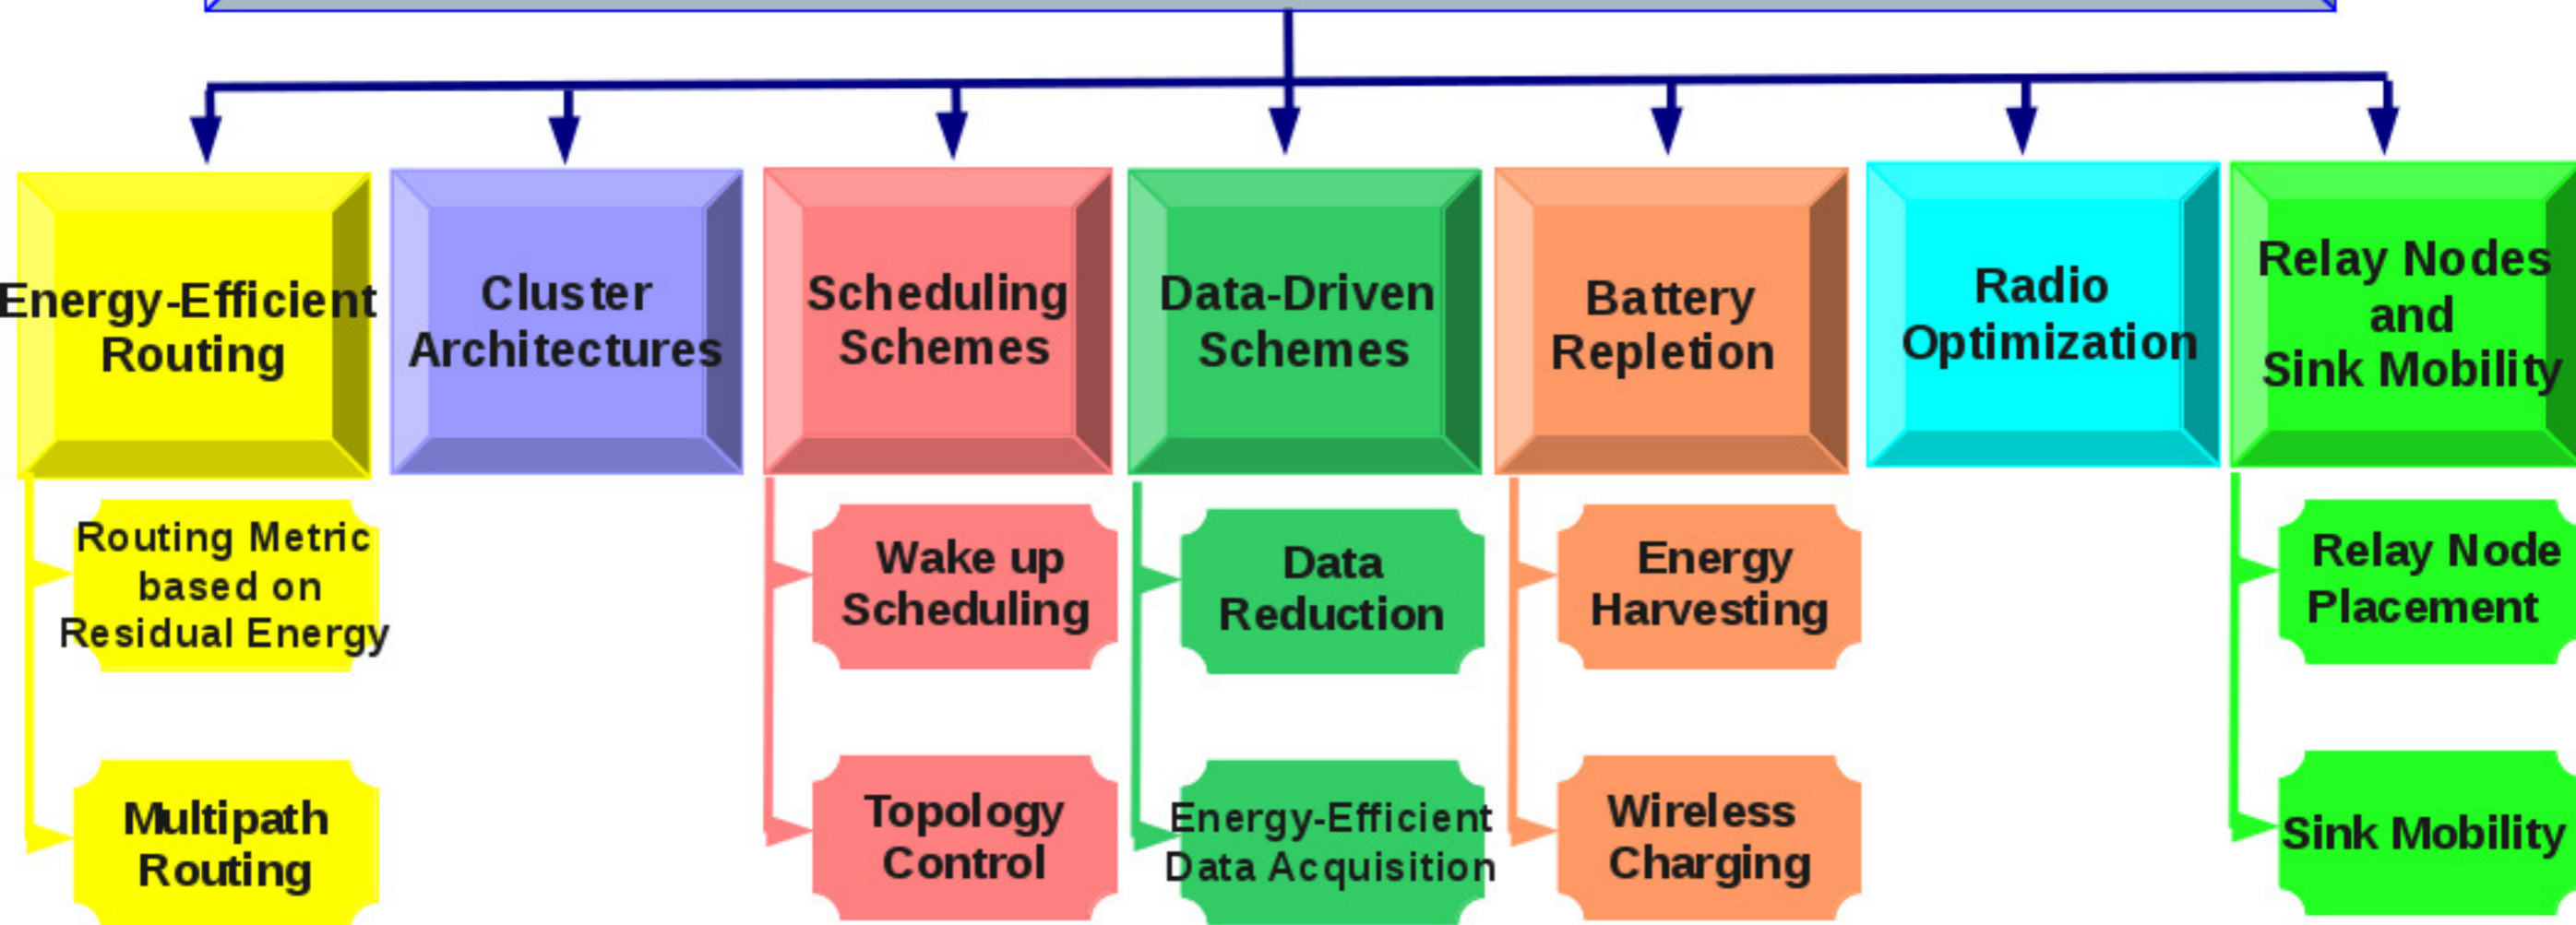 Energy-Efficient
Routing
Cluster
Architectures
Scheduling
Schemes
Data-Driven
Schemes
Battery
Repletion
Radio
Optimization
Relay Nodes
and
Sink Mobility
Routing Metric
based on
Residual Energy
Wake up
Scheduling
Data
Reduction
Energy
Harvesting
Relay Node
Placement
Multipath
Routing
Topology
Control
Energy-Efficient
Data Acquisition
Wireless
Charging
Sink Mobility